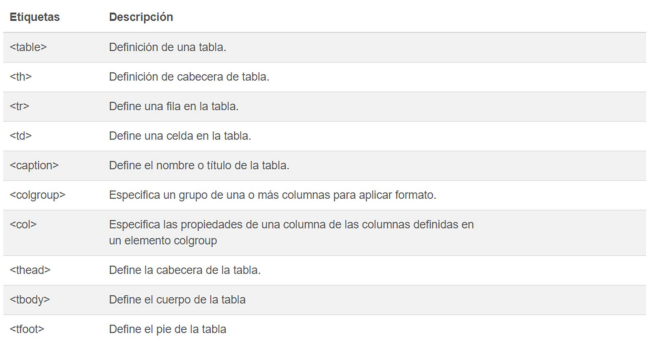 Etiquetas Descripción
<table> Definición de una tabla.
<th> Definición de cabecera de tabla.
<tr> Define una fila en la tabla.
<td> Define una celda en la tabla.
<caption> Define el nombre o título de la tabla.
<colgroup> Especifica un grupo de una o más columnas para aplicar formato.
<col> Especifica las propiedades de una columna de las columnas definidas en
un elemento colgroup
<thead> Define la cabecera de la tabla.
<tbody> Define el cuerpo de la tabla
<tfoot> Define el pie de la tabla